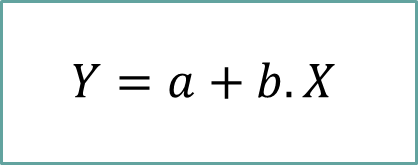 Y = a + b. X